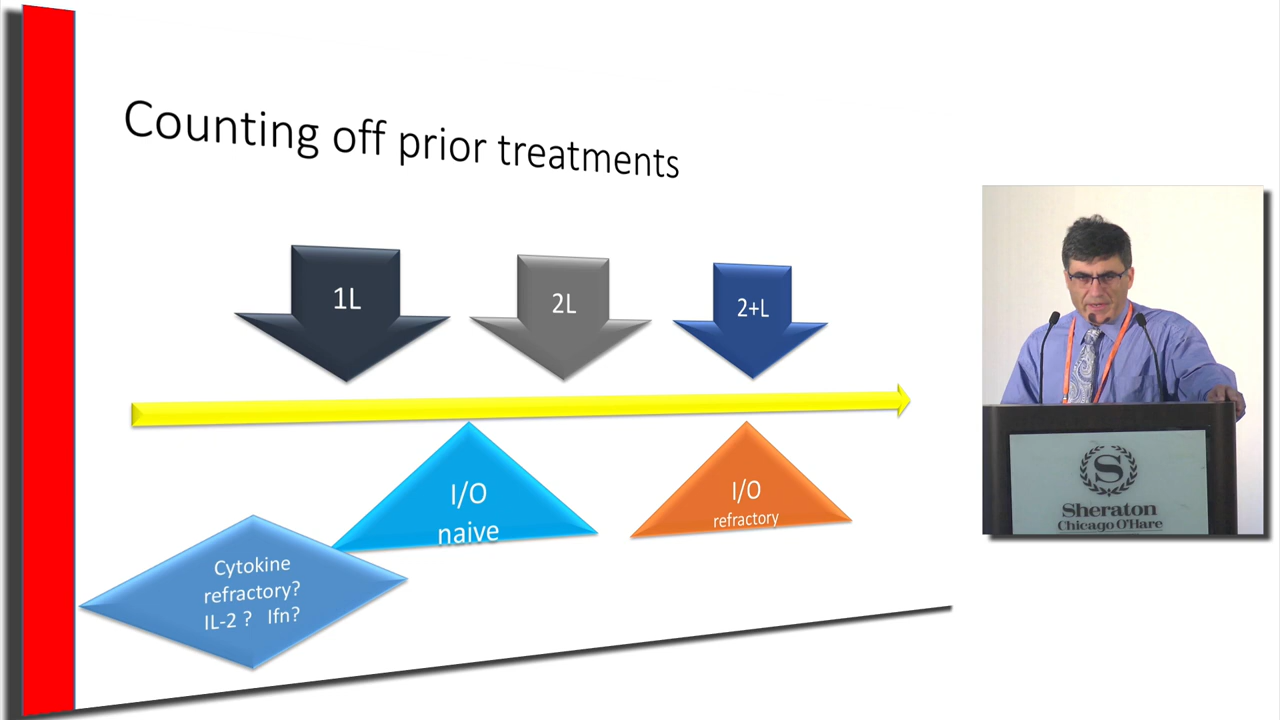 Counting off prior treatments
1L
2L
2+L
I/O
naive
I/O
refractory
Cytokine
refractory?
IL-2 ? Ifn?
S
Sheraton
Chicago O'Hare